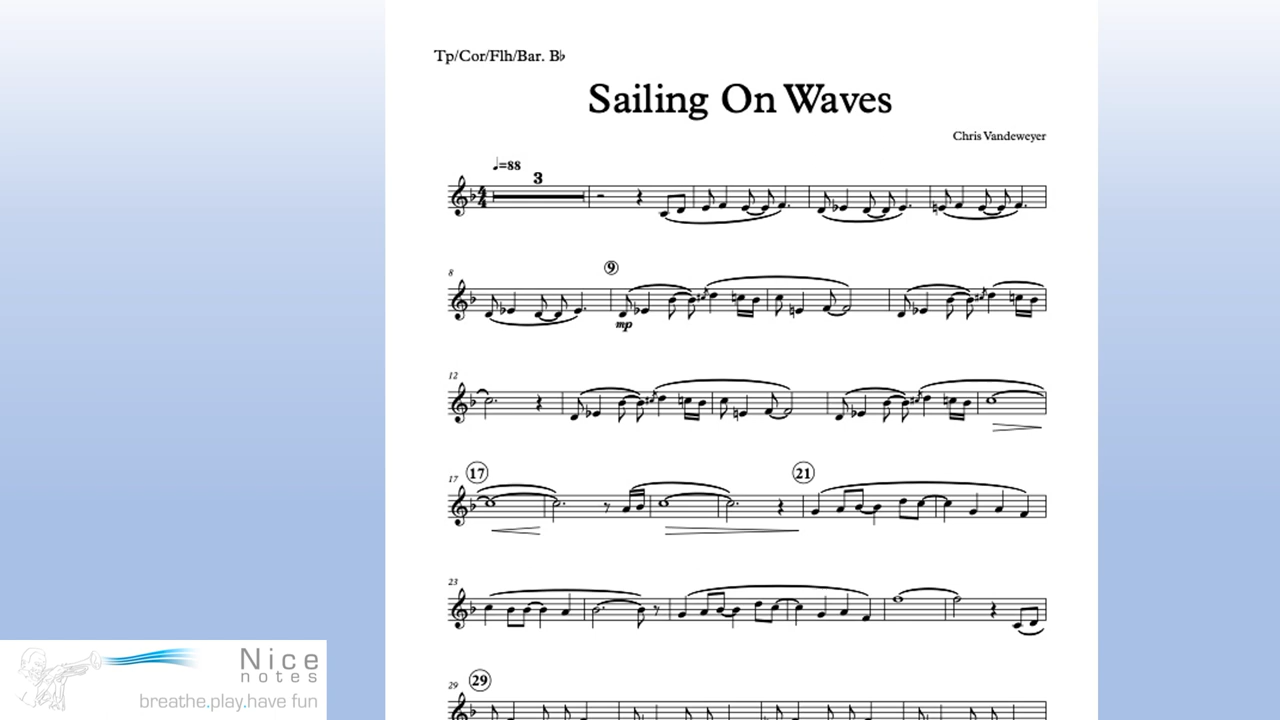 Tp/Cor/Flh/Bar. B♭
Sailing On Waves
Chris Vandeweyer
♩=88
3
8
9
mp
12
17
17
21
23
29
29
Nice
notes
breathe.play.have fun